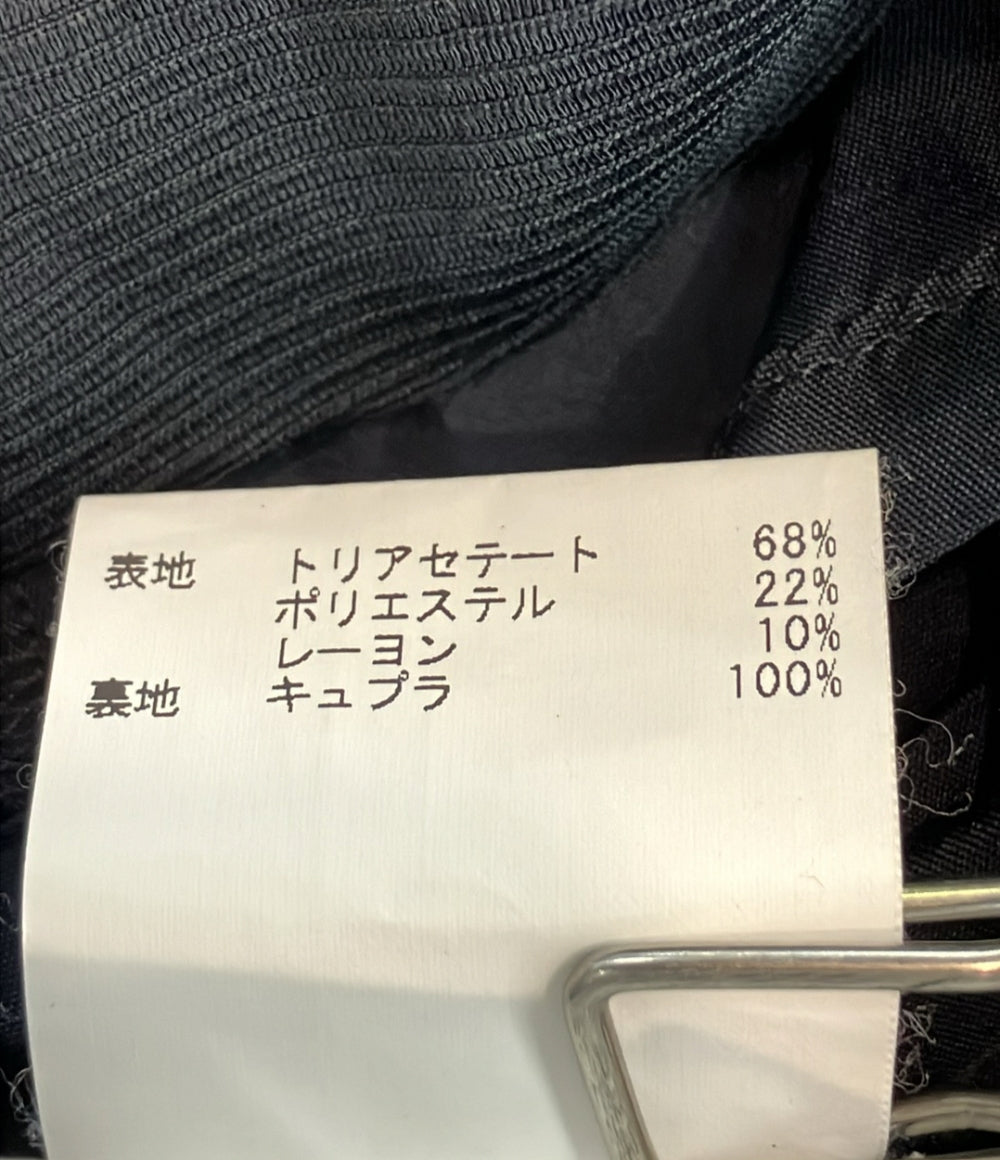 表地 トリアセテート 68%
ポリエステル 22%
レーヨン 10%
裏地 キュプラ 100%